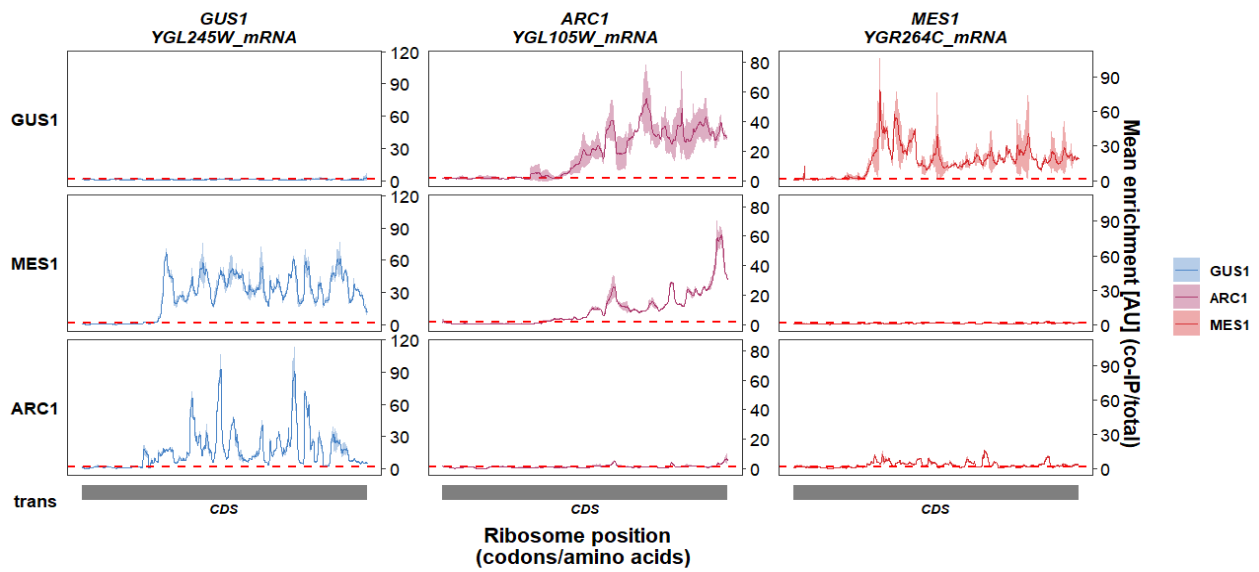 GUS1
YGL245W_mRNA
ARC1
YGL105W_mRNA
MES1
YGR264C_mRNA
GUS1
120
90
60
30
0
80
60
40
20
0
90
60
30
0
MES1
120
90
60
30
0
80
60
40
20
0
90
60
30
0
ARC1
120
90
60
30
0
80
60
40
20
0
90
60
30
0
Mean enrichment [AU] (co-IP/total)
GUS1
ARC1
MES1
trans
CDS
CDS
CDS
Ribosome position
(codons/amino acids)